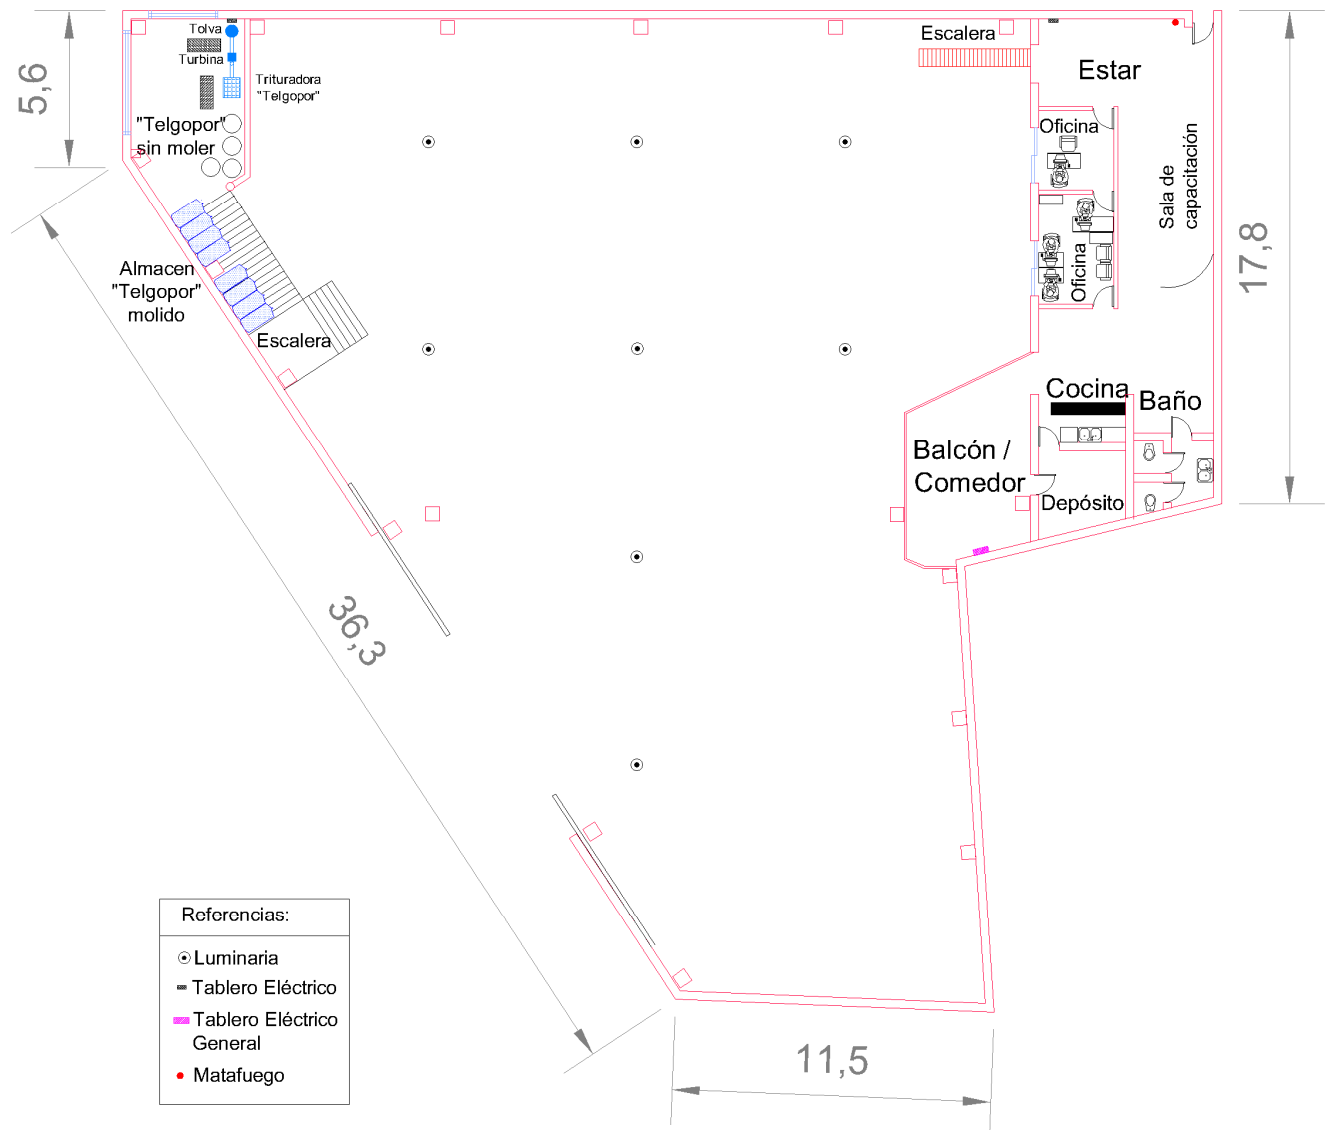 Tolva
Turbina
Trituradora
"Telgopor"
"Telgopor"
sin moler
5,6
Almacen
"Telgopor"
molido
Escalera
Escalera
Estar
Oficina
Sala de
capacitación
Oficina
17,8
Cocina
Baño
Balcón /
Comedor
Depósito
36,3
11,5
Referencias:
Luminaria
Tablero Eléctrico
Tablero Eléctrico
General
Matafuego